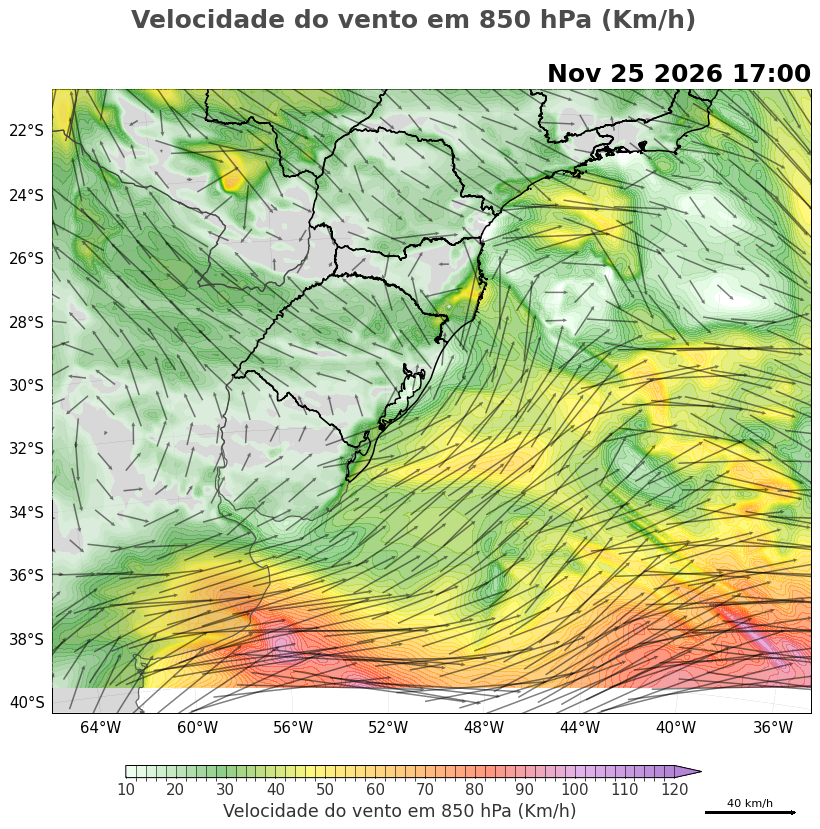 Velocidade do vento em 850 hPa (Km/h)
Nov 25 2026 17:00
22°S
24°S
26°S
28°S
30°S
32°S
34°S
36°S
38°S
40°S
64°W 60°W 56°W 52°W 48°W 44°W 40°W 36°W
10 20 30 40 50 60 70 80 90 100 110 120
Velocidade do vento em 850 hPa (Km/h)
40 km/h